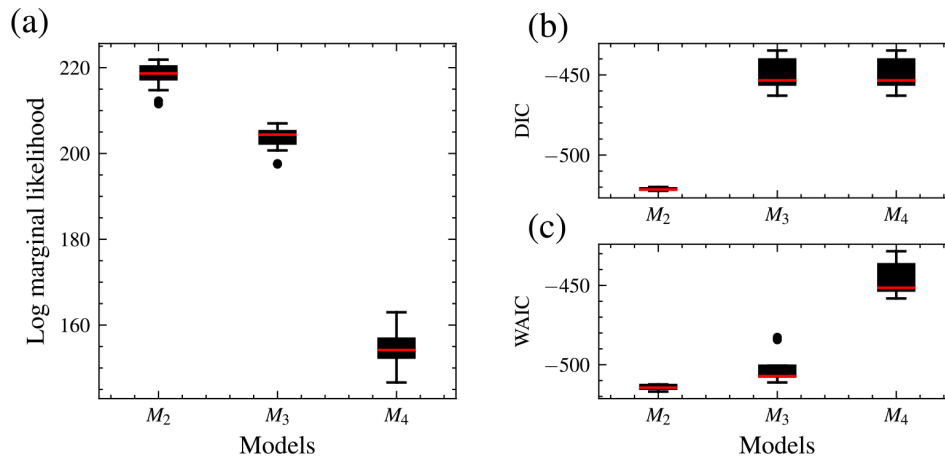 (a)
Log marginal likelihood
220
200
180
160
M₂ M₃ M₄
Models
(b)
DIC
−450
−500
M₂ M₃ M₄
(c)
WAIC
−450
−500
M₂ M₃ M₄
Models